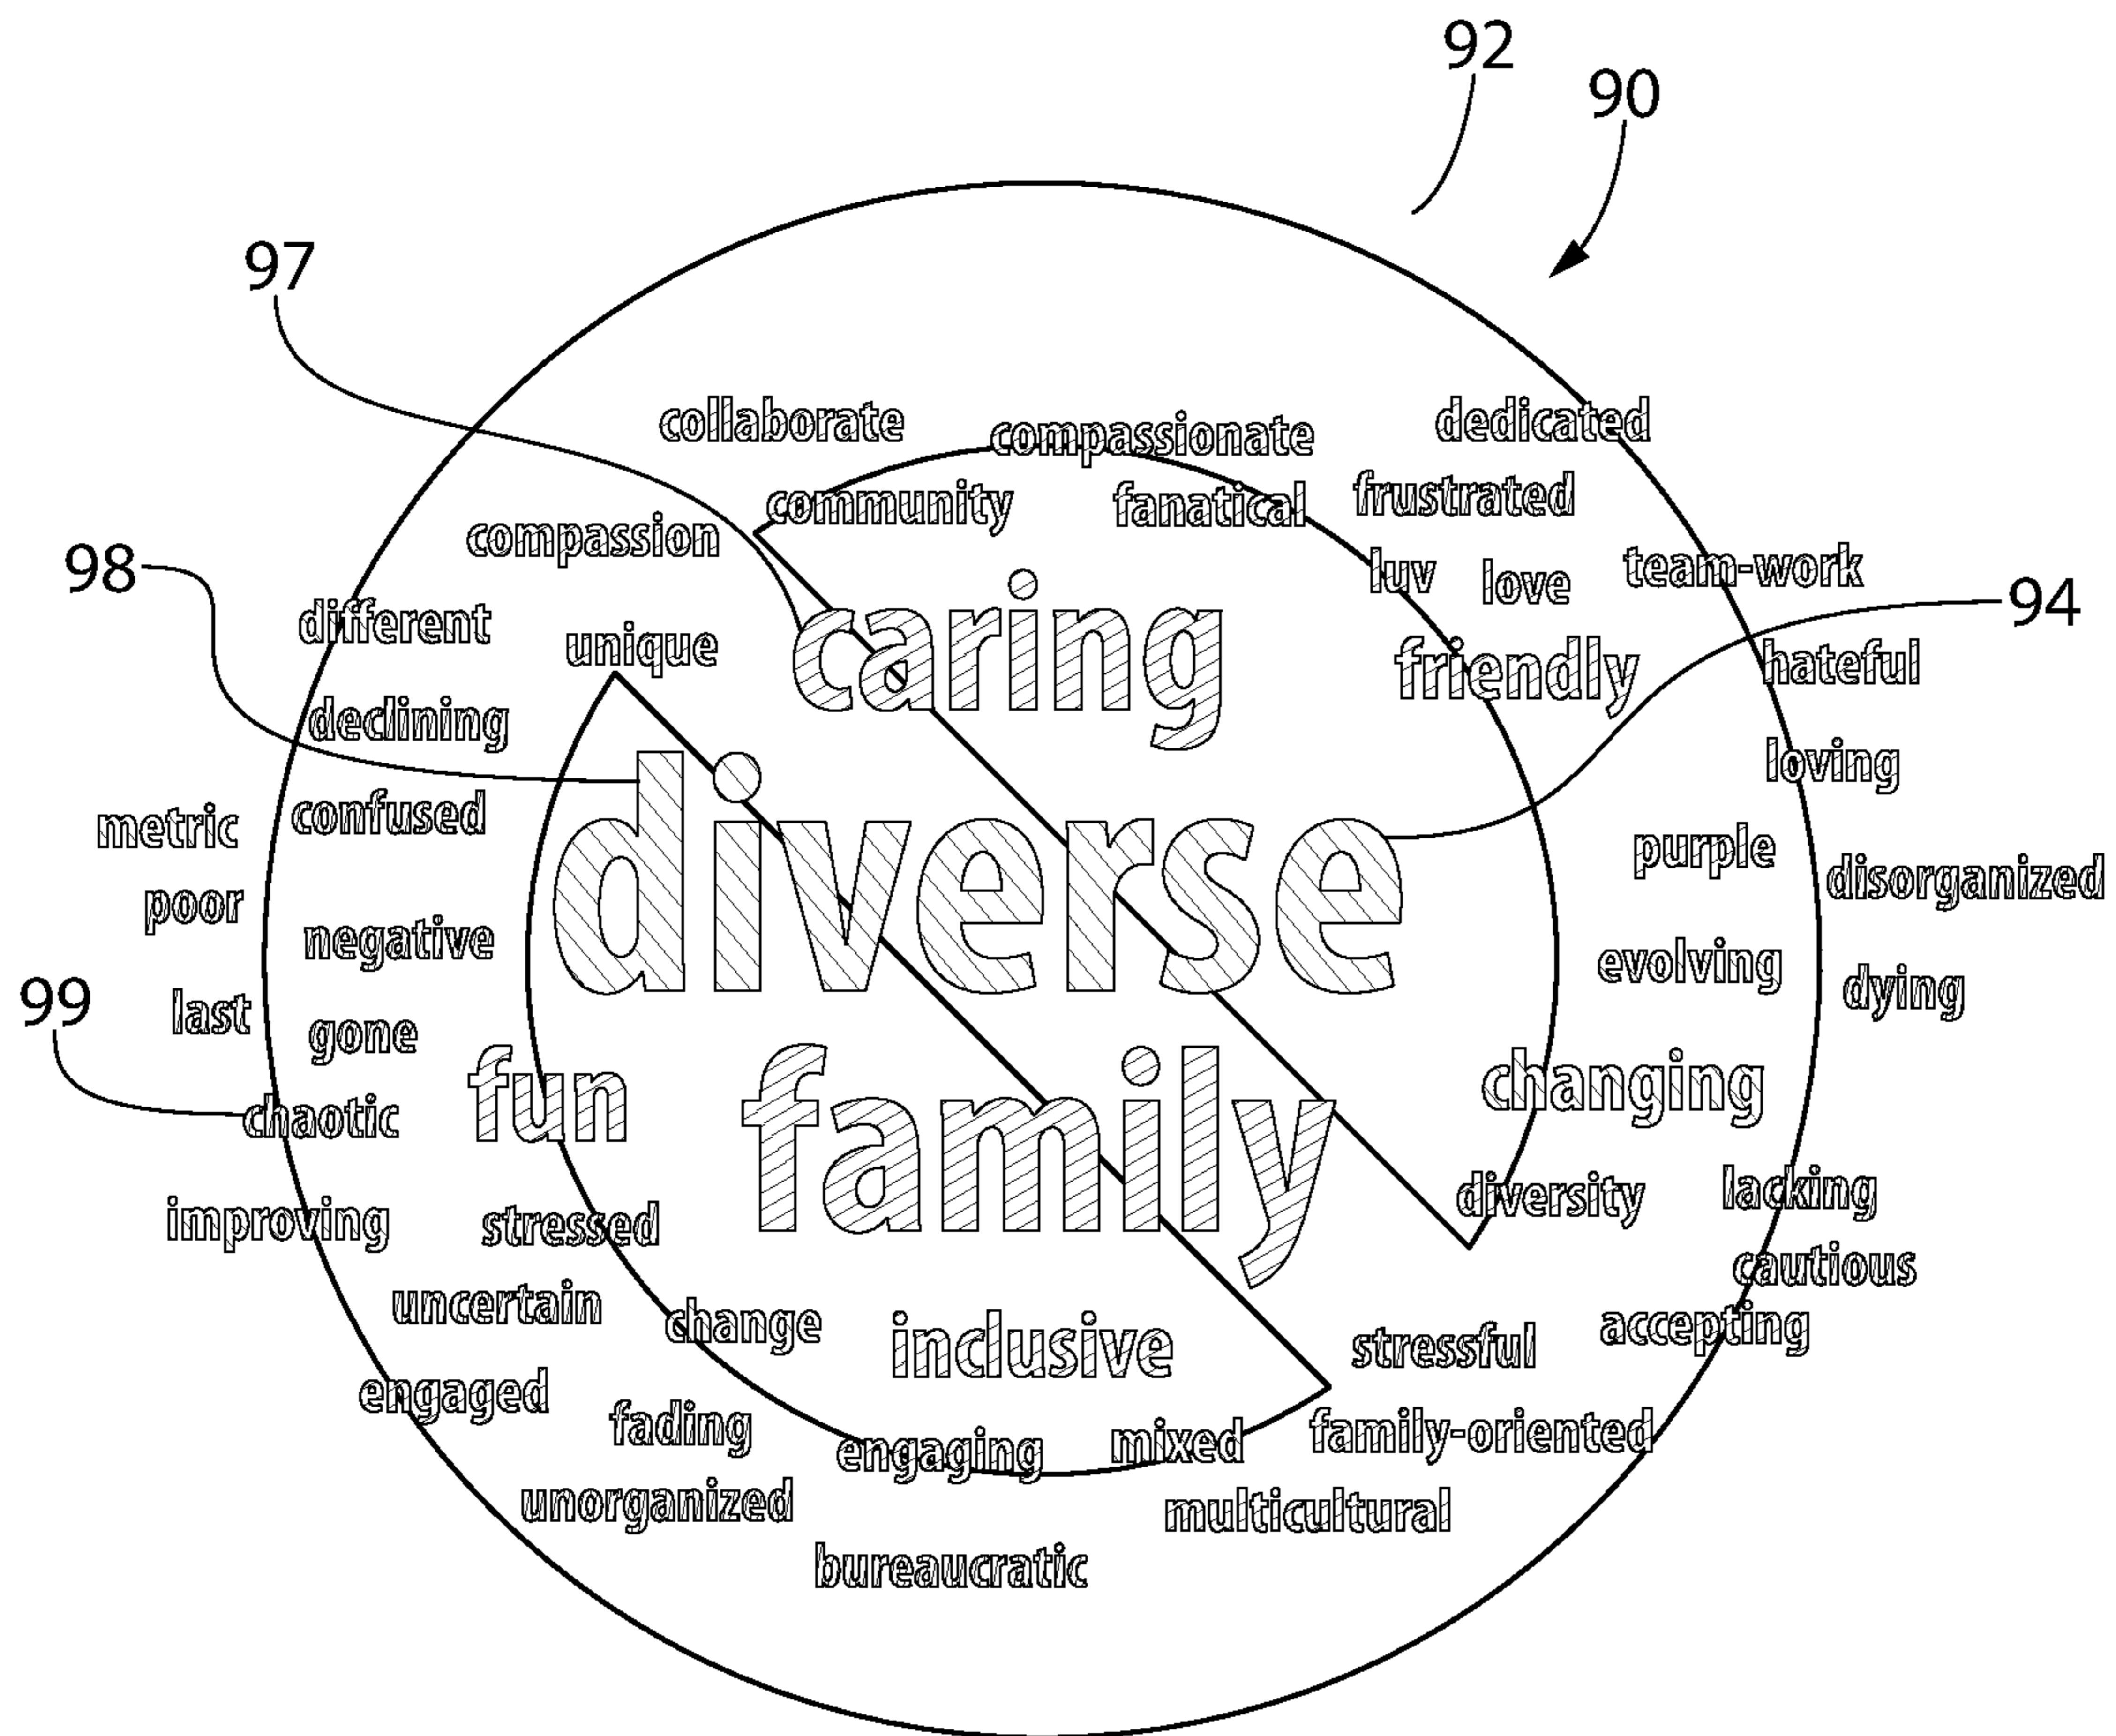 92
90
97
collaborate
compassionate
dedicated
community
fanatical
frustrated
compassion
98
luv
love
team-work
94
different
unique
caring
friendly
hateful
declining
diverse
loving
metric
confused
purple
disorganized
poor
negative
evolving
dying
99
last
gone
fun
family
changing
chaotic
diversity
lacking
improving
stressed
cautious
uncertain
change
inclusive
stressful
accepting
engaged
fading
engaging
mixed
family-oriented
unorganized
multicultural
bureaucratic